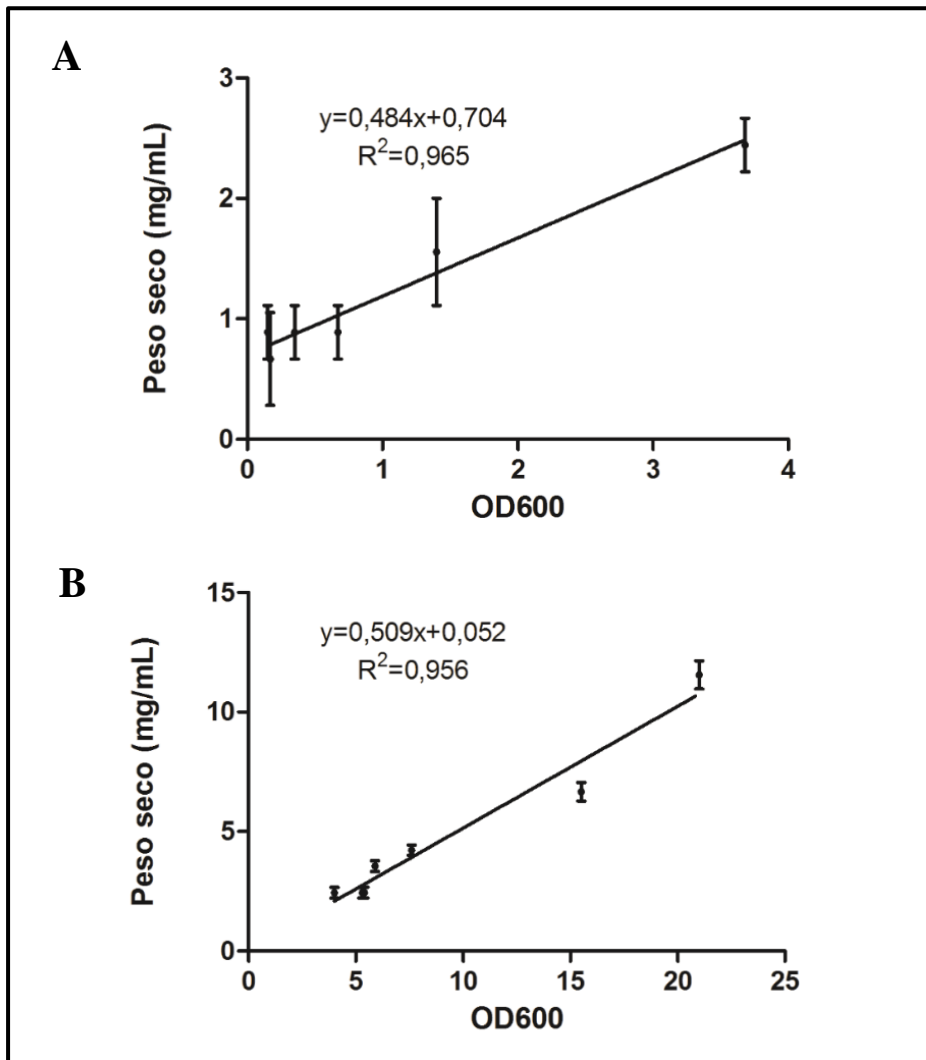 A
y=0,484x+0,704
R²=0,965
Peso seco (mg/mL)
3
2
1
0
0 1 2 3 4
OD600
B
y=0,509x+0,052
R²=0,956
Peso seco (mg/mL)
15
10
5
0
0 5 10 15 20 25
OD600